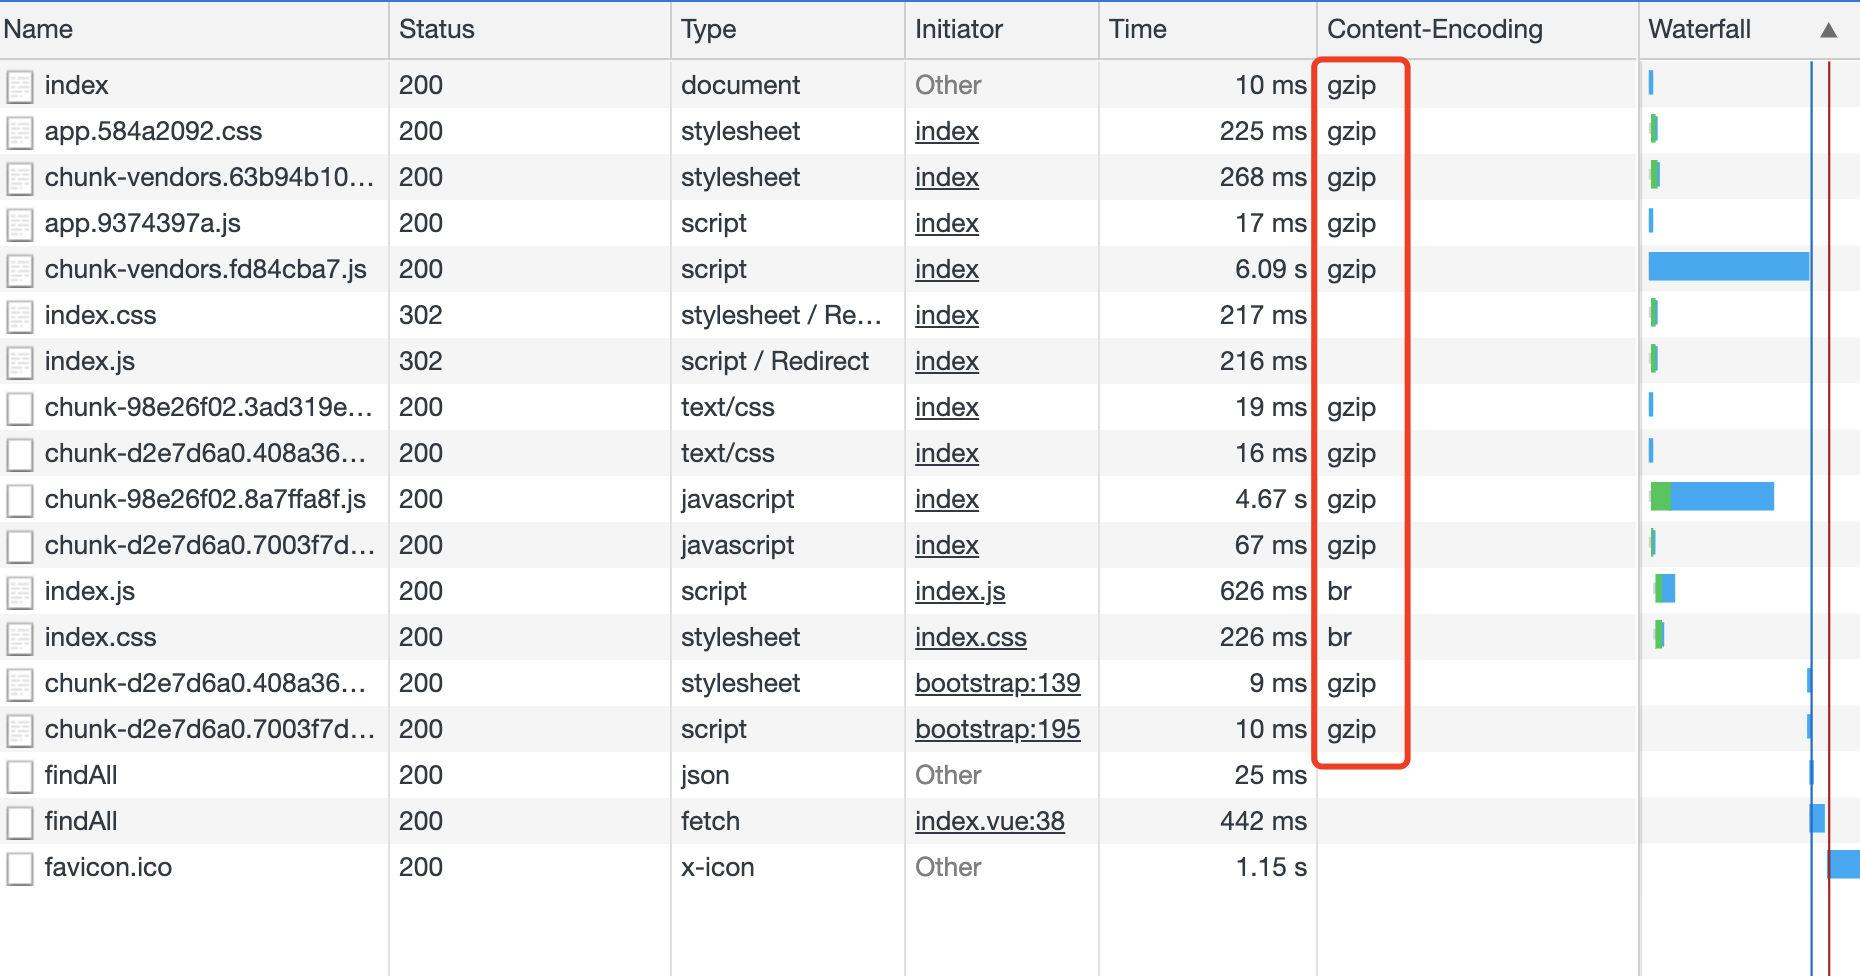 Name Status Type Initiator Time Content-Encoding Waterfall ▲
index 200 document Other 10 ms gzip
app.584a2092.css 200 stylesheet index 225 ms gzip
chunk-vendors.63b94b10... 200 stylesheet index 268 ms gzip
app.9374397a.js 200 script index 17 ms gzip
chunk-vendors.fd84cba7.js 200 script index 6.09 s gzip
index.css 302 stylesheet / Re... index 217 ms
index.js 302 script / Redirect index 216 ms
chunk-98e26f02.3ad319e... 200 text/css index 19 ms gzip
chunk-d2e7d6a0.408a36... 200 text/css index 16 ms gzip
chunk-98e26f02.8a7ffa8f.js 200 javascript index 4.67 s gzip
chunk-d2e7d6a0.7003f7d... 200 javascript index 67 ms gzip
index.js 200 script index.js 626 ms br
index.css 200 stylesheet index.css 226 ms br
chunk-d2e7d6a0.408a36... 200 stylesheet bootstrap:139 9 ms gzip
chunk-d2e7d6a0.7003f7d... 200 script bootstrap:195 10 ms gzip
findAll 200 json Other 25 ms
findAll 200 fetch index.vue:38 442 ms
favicon.ico 200 x-icon Other 1.15 s